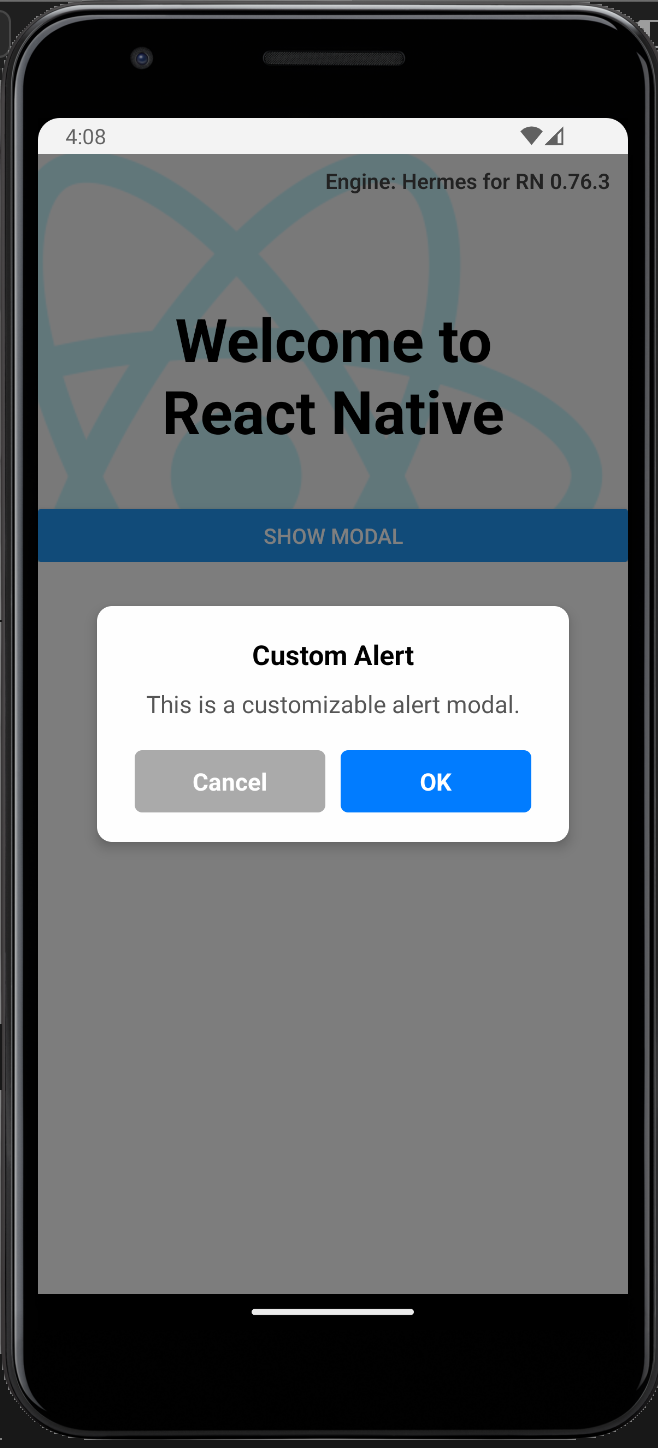 4:08
Engine: Hermes for RN 0.76.3
Welcome to
React Native
SHOW MODAL
Custom Alert
This is a customizable alert modal.
Cancel
OK